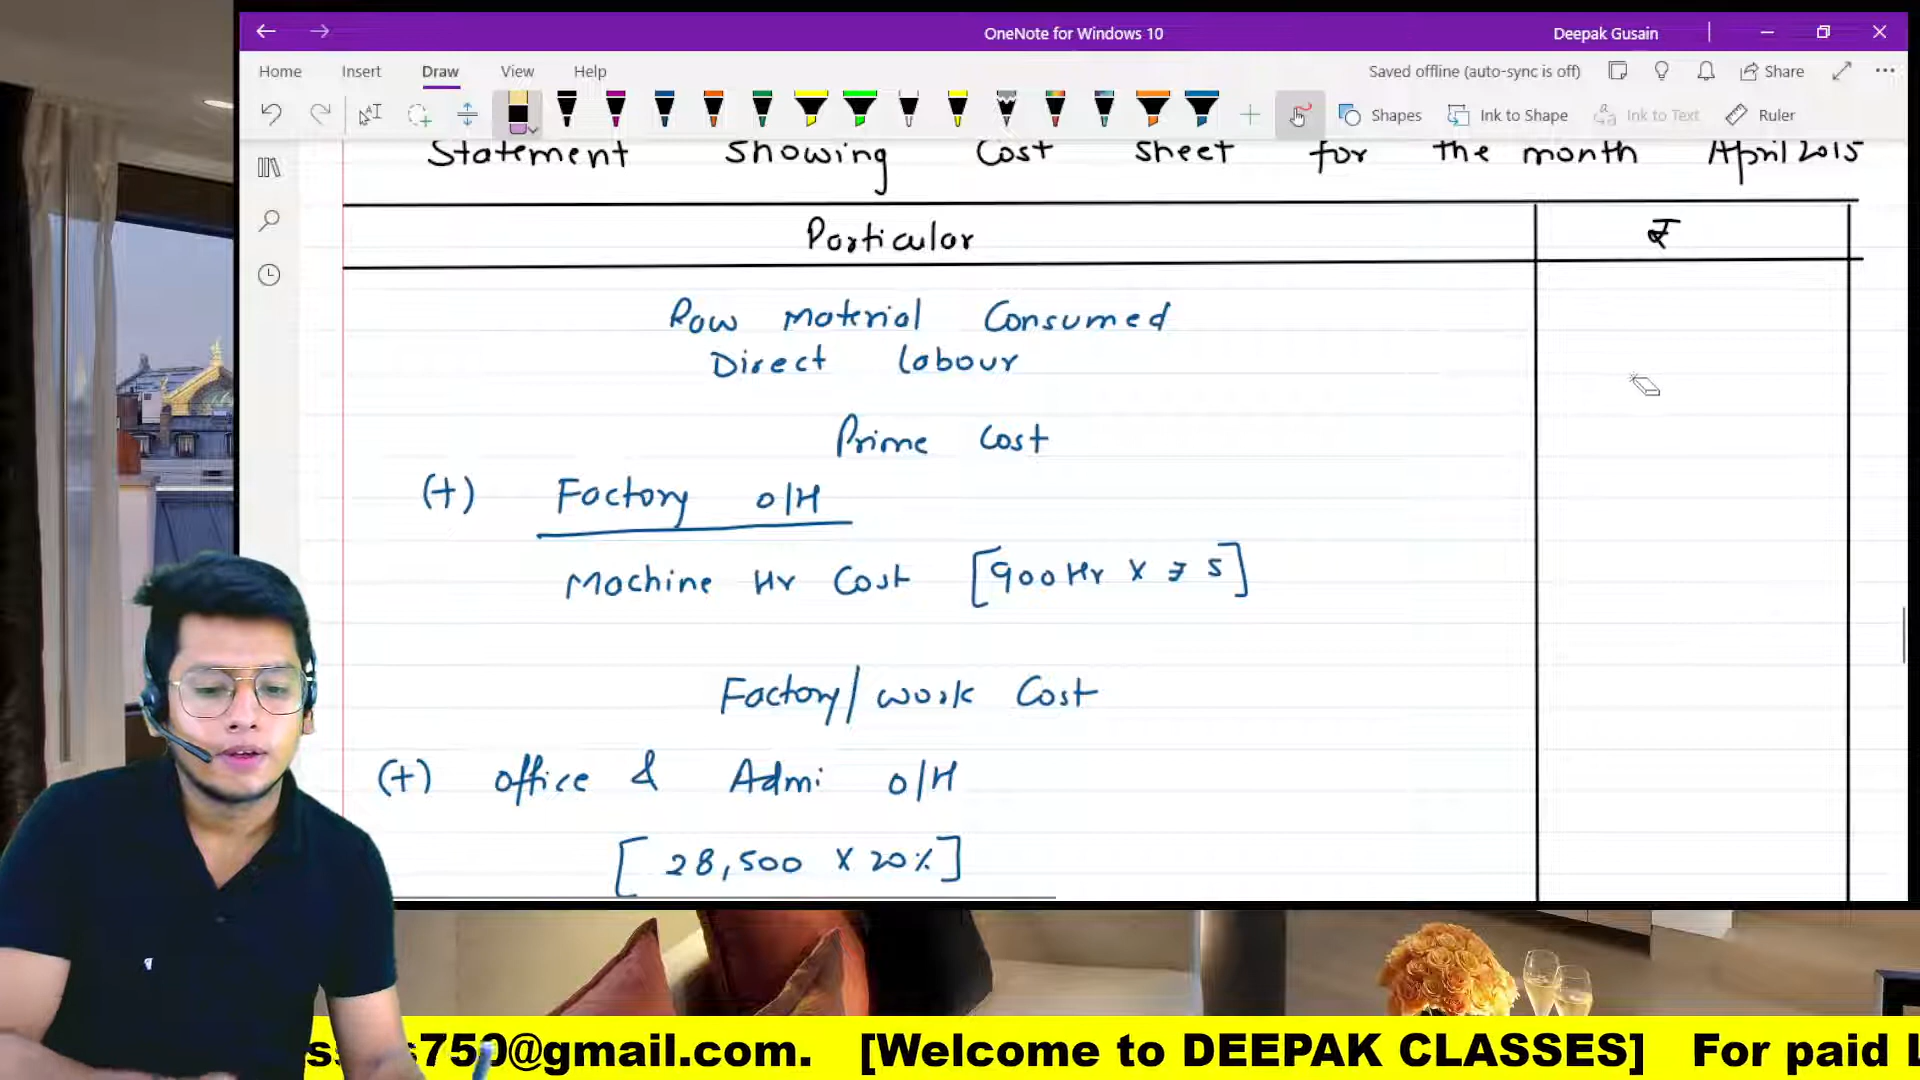 OneNote for Windows 10
Deepak Gusain
Home Insert Draw View Help
Saved offline (auto-sync is off)
Share
Shapes
Ink to Shape
Ink to Text
Ruler
Statement Showing Cost Sheet for the month April 2015
Particular ₹
Raw Material Consumed
Direct labour
Prime Cost
(+) Factory O/H
Machine Hr Cost [900 Hr X ₹ 5]
Factory/work Cost
(+) office & Admi O/H
[28,500 X 20%]
750@gmail.com. [Welcome to DEEPAK CLASSES] For paid L